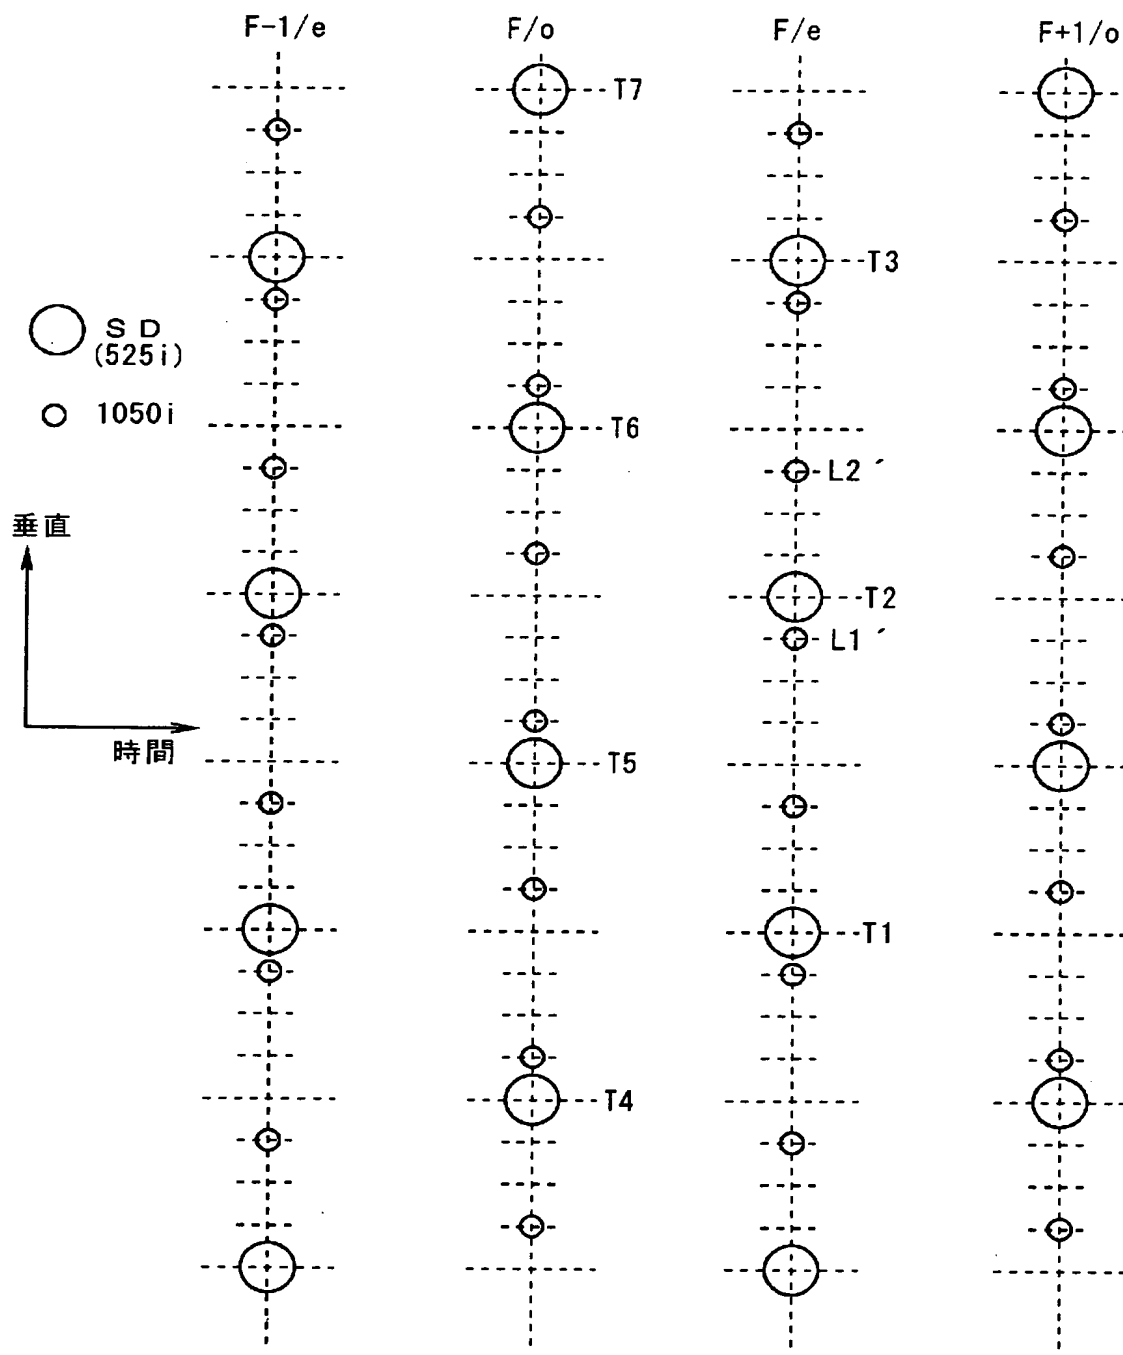 F-1/e
F/o
F/e
F+1/o
T7
T3
SD
(525i)
1050i
T6
L2´
垂直
T2
L1´
時間
T5
T1
T4